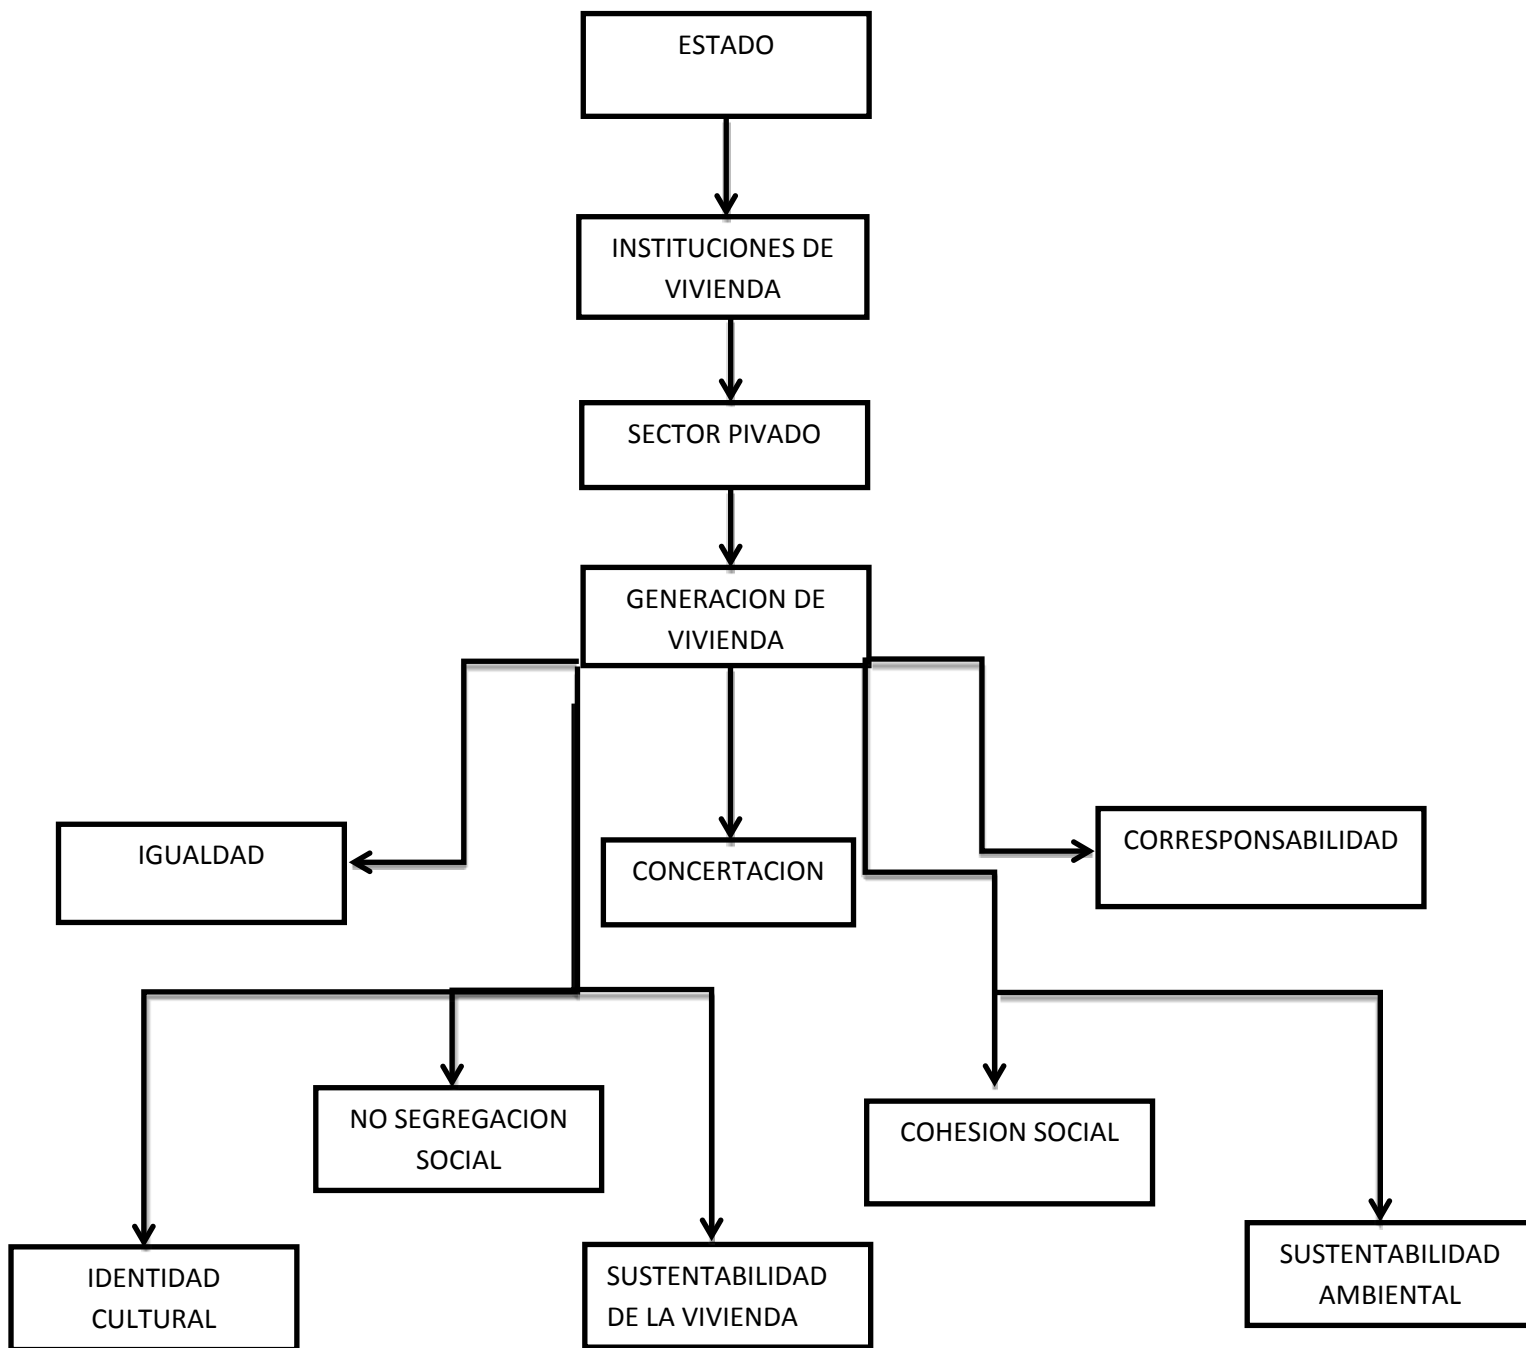 ESTADO
INSTITUCIONES DE
VIVIENDA
SECTOR PIVADO
GENERACION DE
VIVIENDA
IGUALDAD
CONCERTACION
CORRESPONSABILIDAD
NO SEGREGACION
SOCIAL
COHESION SOCIAL
IDENTIDAD
CULTURAL
SUSTENTABILIDAD
DE LA VIVIENDA
SUSTENTABILIDAD
AMBIENTAL